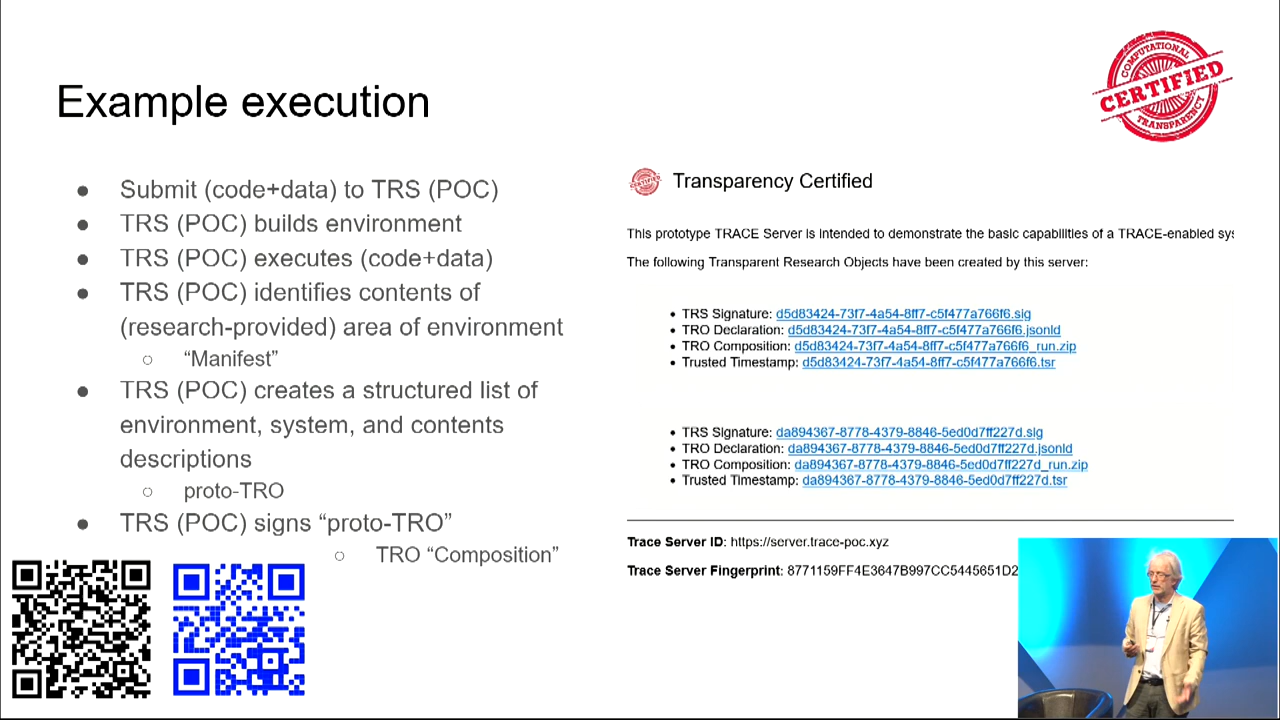 COMPUTATIONAL
CERTIFIED
TRANSPARENCY
Example execution
● Submit (code+data) to TRS (POC)
● TRS (POC) builds environment
● TRS (POC) executes (code+data)
● TRS (POC) identifies contents of
(research-provided) area of environment
○ “Manifest”
● TRS (POC) creates a structured list of
environment, system, and contents
descriptions
○ proto-TRO
● TRS (POC) signs “proto-TRO”
○ TRO “Composition”
CERTIFIED
Transparency Certified
This prototype TRACE Server is intended to demonstrate the basic capabilities of a TRACE-enabled sys
The following Transparent Research Objects have been created by this server:
• TRS Signature: d5d83424-73f7-4a54-8ff7-c5f477a766f6.sig
• TRO Declaration: d5d83424-73f7-4a54-8ff7-c5f477a766f6.jsonld
• TRO Composition: d5d83424-73f7-4a54-8ff7-c5f477a766f6_run.zip
• Trusted Timestamp: d5d83424-73f7-4a54-8ff7-c5f477a766f6.tsr
• TRS Signature: da894367-8778-4379-8846-5ed0d7ff227d.sig
• TRO Declaration: da894367-8778-4379-8846-5ed0d7ff227d.jsonld
• TRO Composition: da894367-8778-4379-8846-5ed0d7ff227d_run.zip
• Trusted Timestamp: da894367-8778-4379-8846-5ed0d7ff227d.tsr
Trace Server ID: https://server.trace-poc.xyz
Trace Server Fingerprint: 8771159FF4E3647B997CC5445651D2